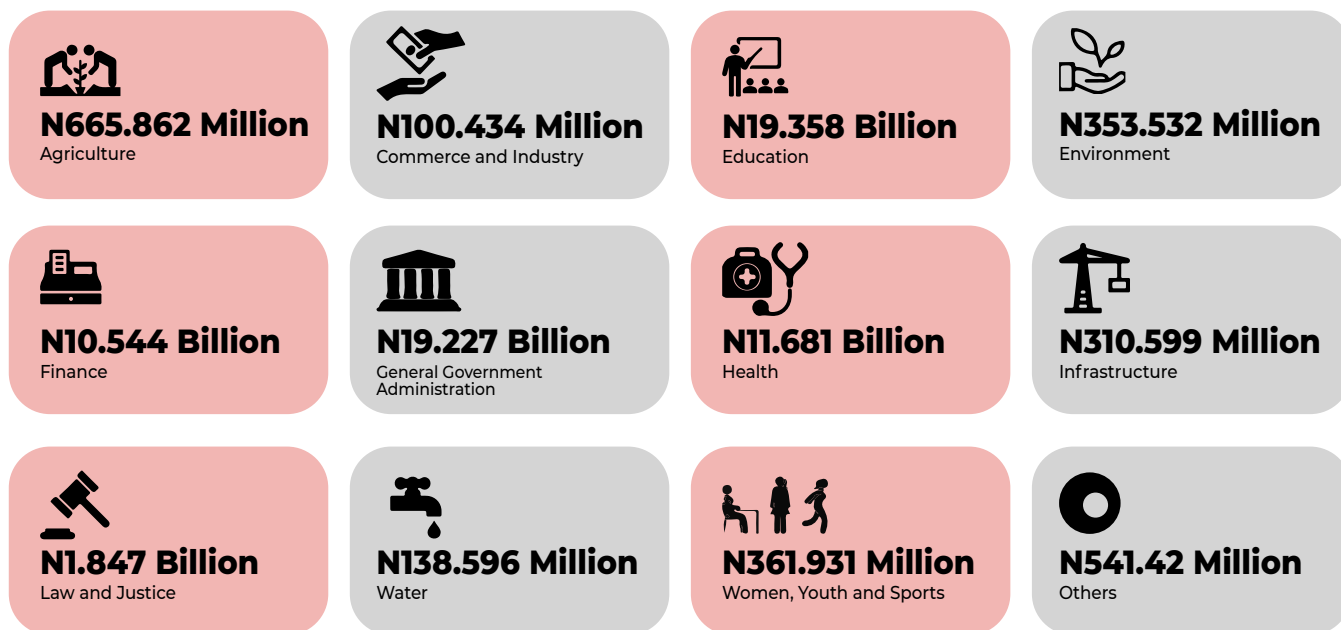 N665.862 Million
Agriculture
N100.434 Million
Commerce and Industry
N19.358 Billion
Education
N353.532 Million
Environment
N10.544 Billion
Finance
N19.227 Billion
General Government
Administration
N11.681 Billion
Health
N310.599 Million
Infrastructure
N1.847 Billion
Law and Justice
N138.596 Million
Water
N361.931 Million
Women, Youth and Sports
N541.42 Million
Others